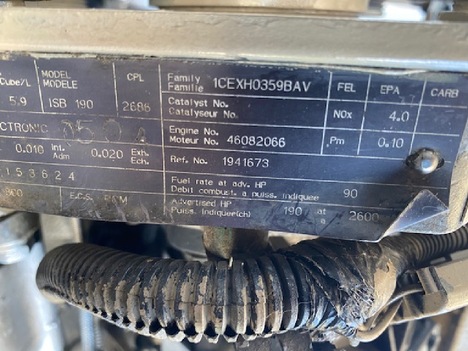 Cube/L MODEL MODELE CPL Family Famille 1CEXH0359BAV FEL EPA CARB
5.9 ISB 190 2686 Catalyst No. Catalyseur No. NOx 4.0
CTRONIC Engine No. Moteur No. 46082066 Pm 0.10
0.010 Int. Adm 0.020 Exh. Ech. Ref. No. 1941673
153624 Fuel rate at adv. HP
Debit combust. a puiss. indiquee 90
E.C.S. Advertised HP
Puiss. Indiquee(ch) 190 at a 2600